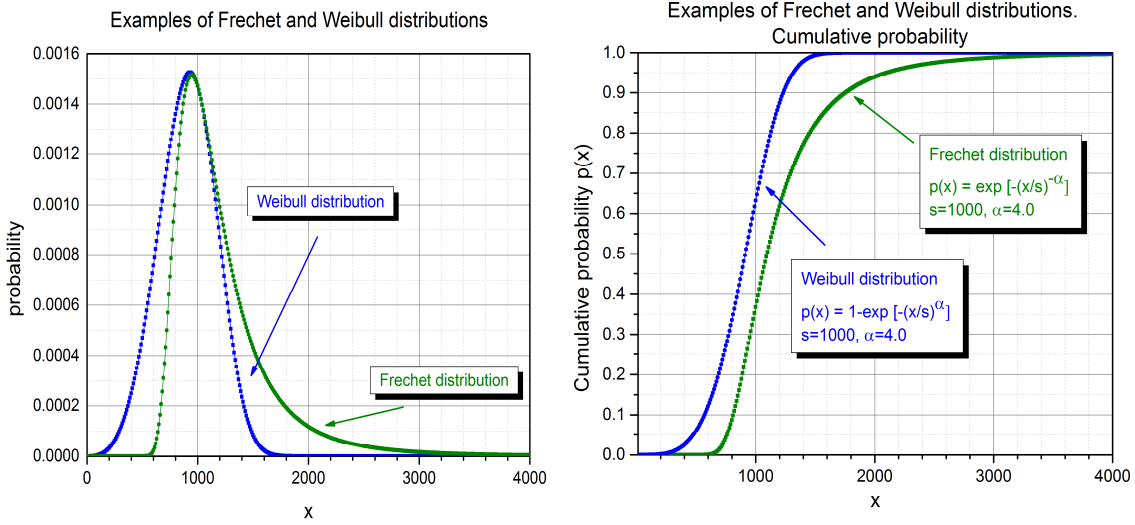 Examples of Frechet and Weibull distributions
probability
0.0016
0.0014
0.0012
0.0010
0.0008
0.0006
0.0004
0.0002
0.0000
0
1000
2000
3000
4000
x
Weibull distribution
Frechet distribution
Examples of Frechet and Weibull distributions.
Cumulative probability
Cumulative probability p(x)
1.0
0.9
0.8
0.7
0.6
0.5
0.4
0.3
0.2
0.1
0.0
1000
2000
3000
4000
x
Frechet distribution
p(x) = exp [-(x/s)^-α]
s=1000, α=4.0
Weibull distribution
p(x) = 1-exp [-(x/s)^α]
s=1000, α=4.0